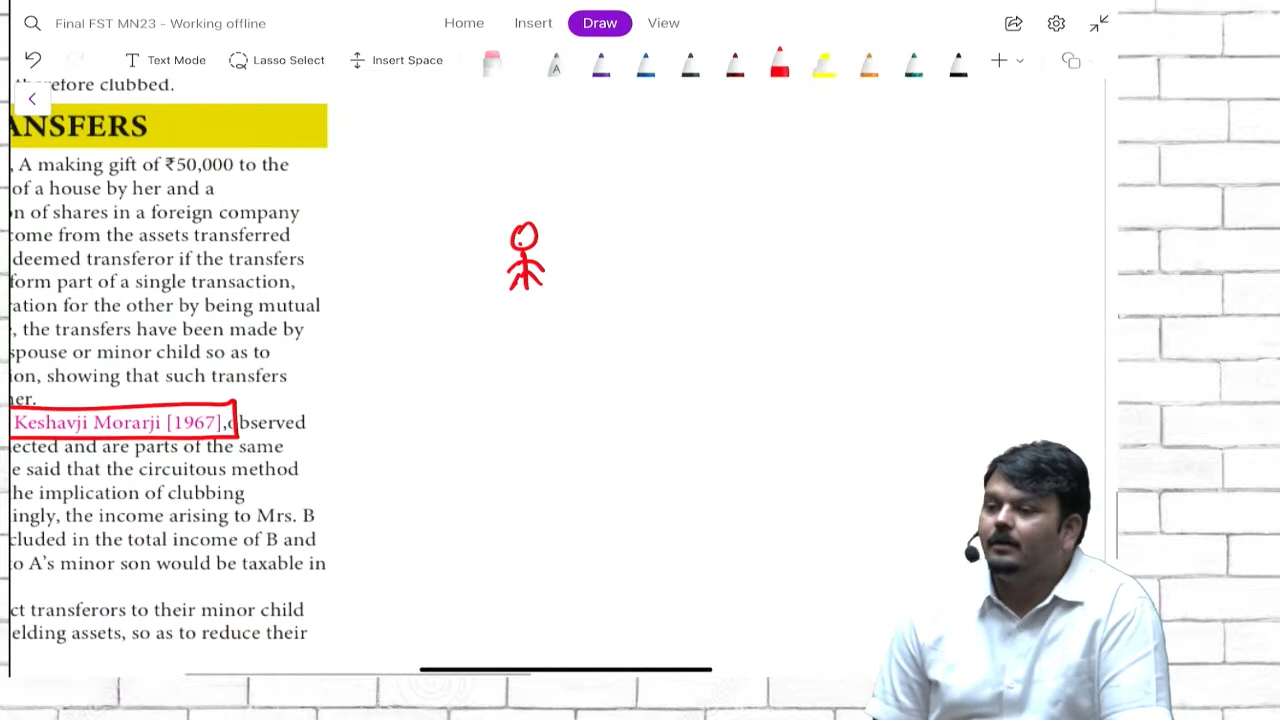 Final FST MN23 - Working offline
Home Insert Draw View
Text Mode Lasso Select Insert Space
A
therefore clubbed.
ANSFERS
, A making gift of ₹50,000 to the
of a house by her and a
on of shares in a foreign company
come from the assets transferred
deemed transferor if the transfers
form part of a single transaction,
ration for the other by being mutual
, the transfers have been made by
spouse or minor child so as to
ion, showing that such transfers
her.
Keshavji Morarji [1967], observed
ected and are parts of the same
e said that the circuitous method
he implication of clubbing
ingly, the income arising to Mrs. B
cluded in the total income of B and
o A's minor son would be taxable in
ct transferors to their minor child
elding assets, so as to reduce their